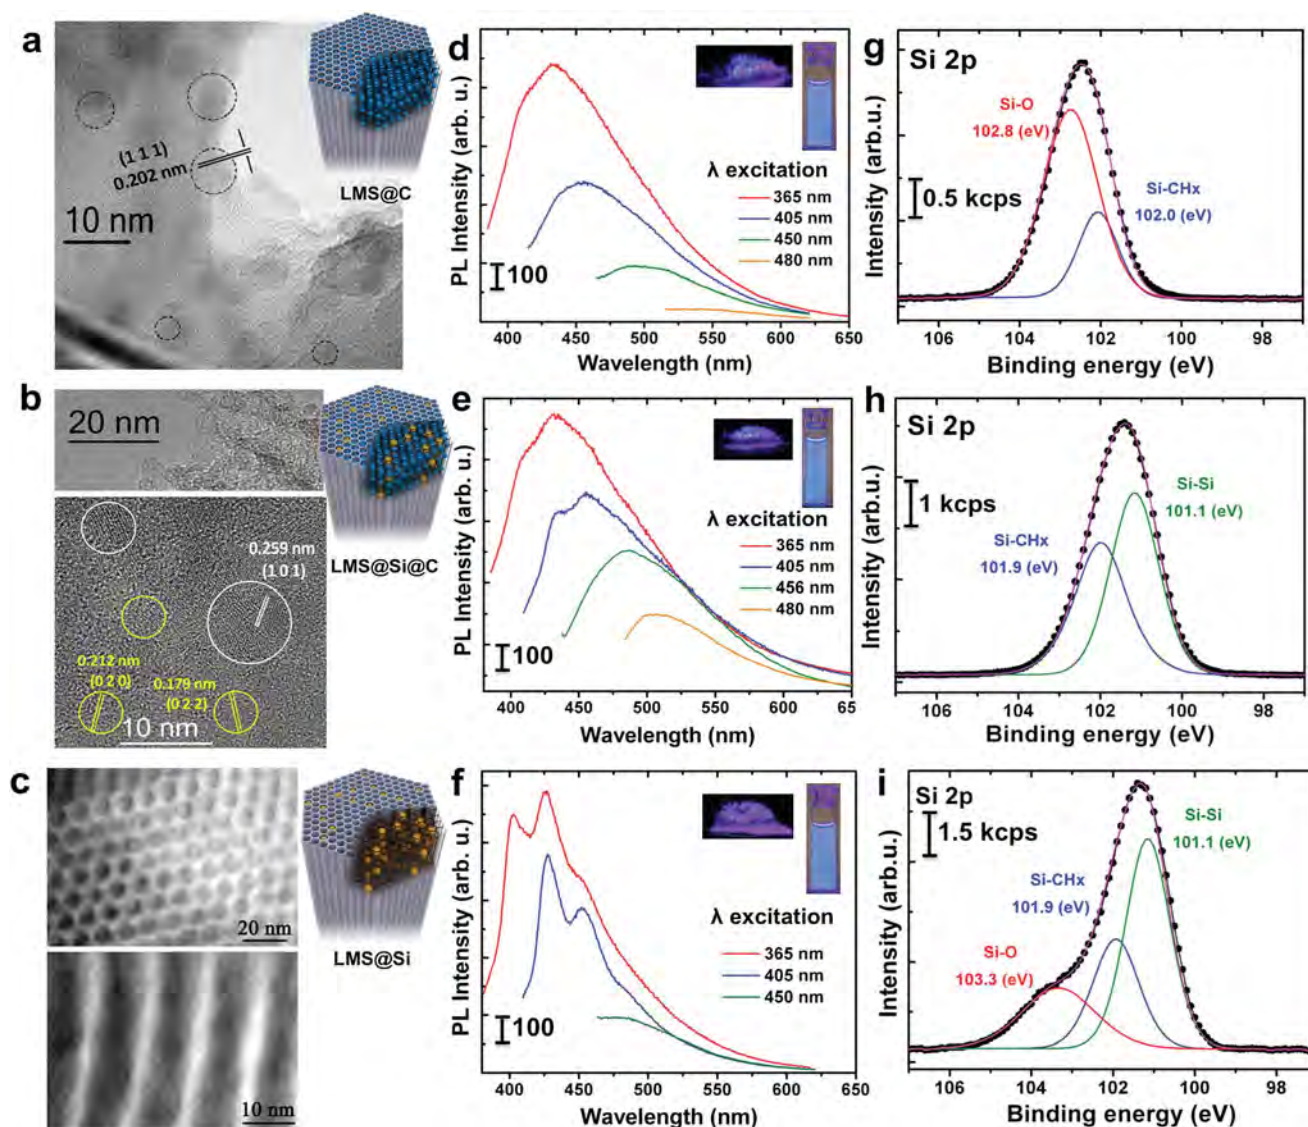 a
(1 1 1)
0.202 nm
10 nm
LMS@C
d
PL Intensity (arb. u.)
λ excitation
365 nm
405 nm
450 nm
480 nm
100
400 450 500 550 600 650
Wavelength (nm)
g
Si 2p
Si-O
102.8 (eV)
Si-CHx
102.0 (eV)
0.5 kcps
Intensity (arb.u.)
106 104 102 100 98
Binding energy (eV)
b
20 nm
0.259 nm
(1 0 1)
0.212 nm
(0 2 0)
0.179 nm
(0 2 2)
10 nm
LMS@Si@C
e
PL Intensity (arb. u.)
λ excitation
365 nm
405 nm
456 nm
480 nm
100
400 450 500 550 600 650
Wavelength (nm)
h
Si 2p
1 kcps
Si-Si
101.1 (eV)
Si-CHx
101.9 (eV)
Intensity (arb.u.)
106 104 102 100 98
Binding energy (eV)
c
20 nm
10 nm
LMS@Si
f
PL Intensity (arb. u.)
λ excitation
365 nm
405 nm
450 nm
100
400 450 500 550 600 650
Wavelength (nm)
i
Si 2p
1.5 kcps
Si-Si
101.1 (eV)
Si-CHx
101.9 (eV)
Si-O
103.3 (eV)
Intensity (arb.u.)
106 104 102 100 98
Binding energy (eV)